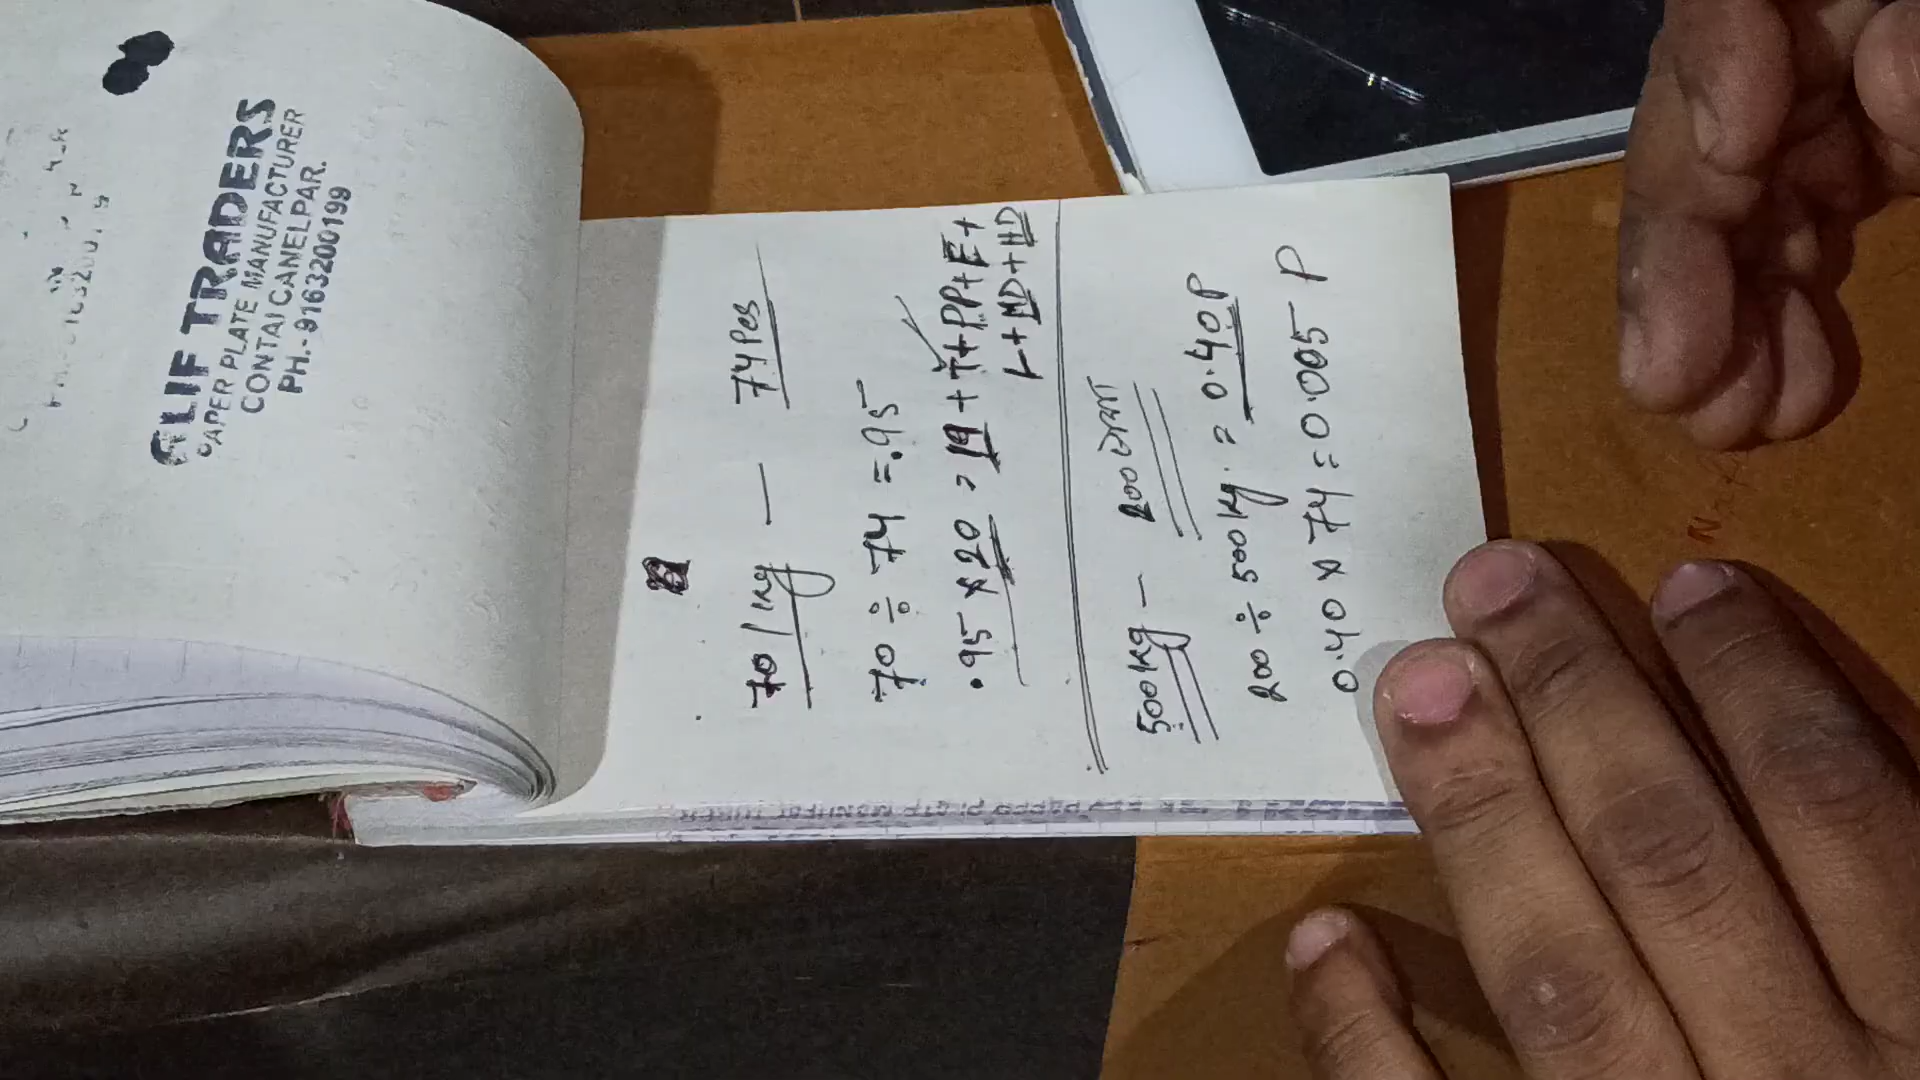 ALIF TRADERS
PAPER PLATE MANUFACTURER
CONTAI CANELPAR.
PH.-9163200199
70/kg — 74 Pcs
70 ÷ 74 = .95
.95 × 20 = 19 + T + PP + E +
L + MD + HD
500 kg — 200 टाका
200 ÷ 500 kg. = 0.40 P
0.40 × 74 = 0.005 P